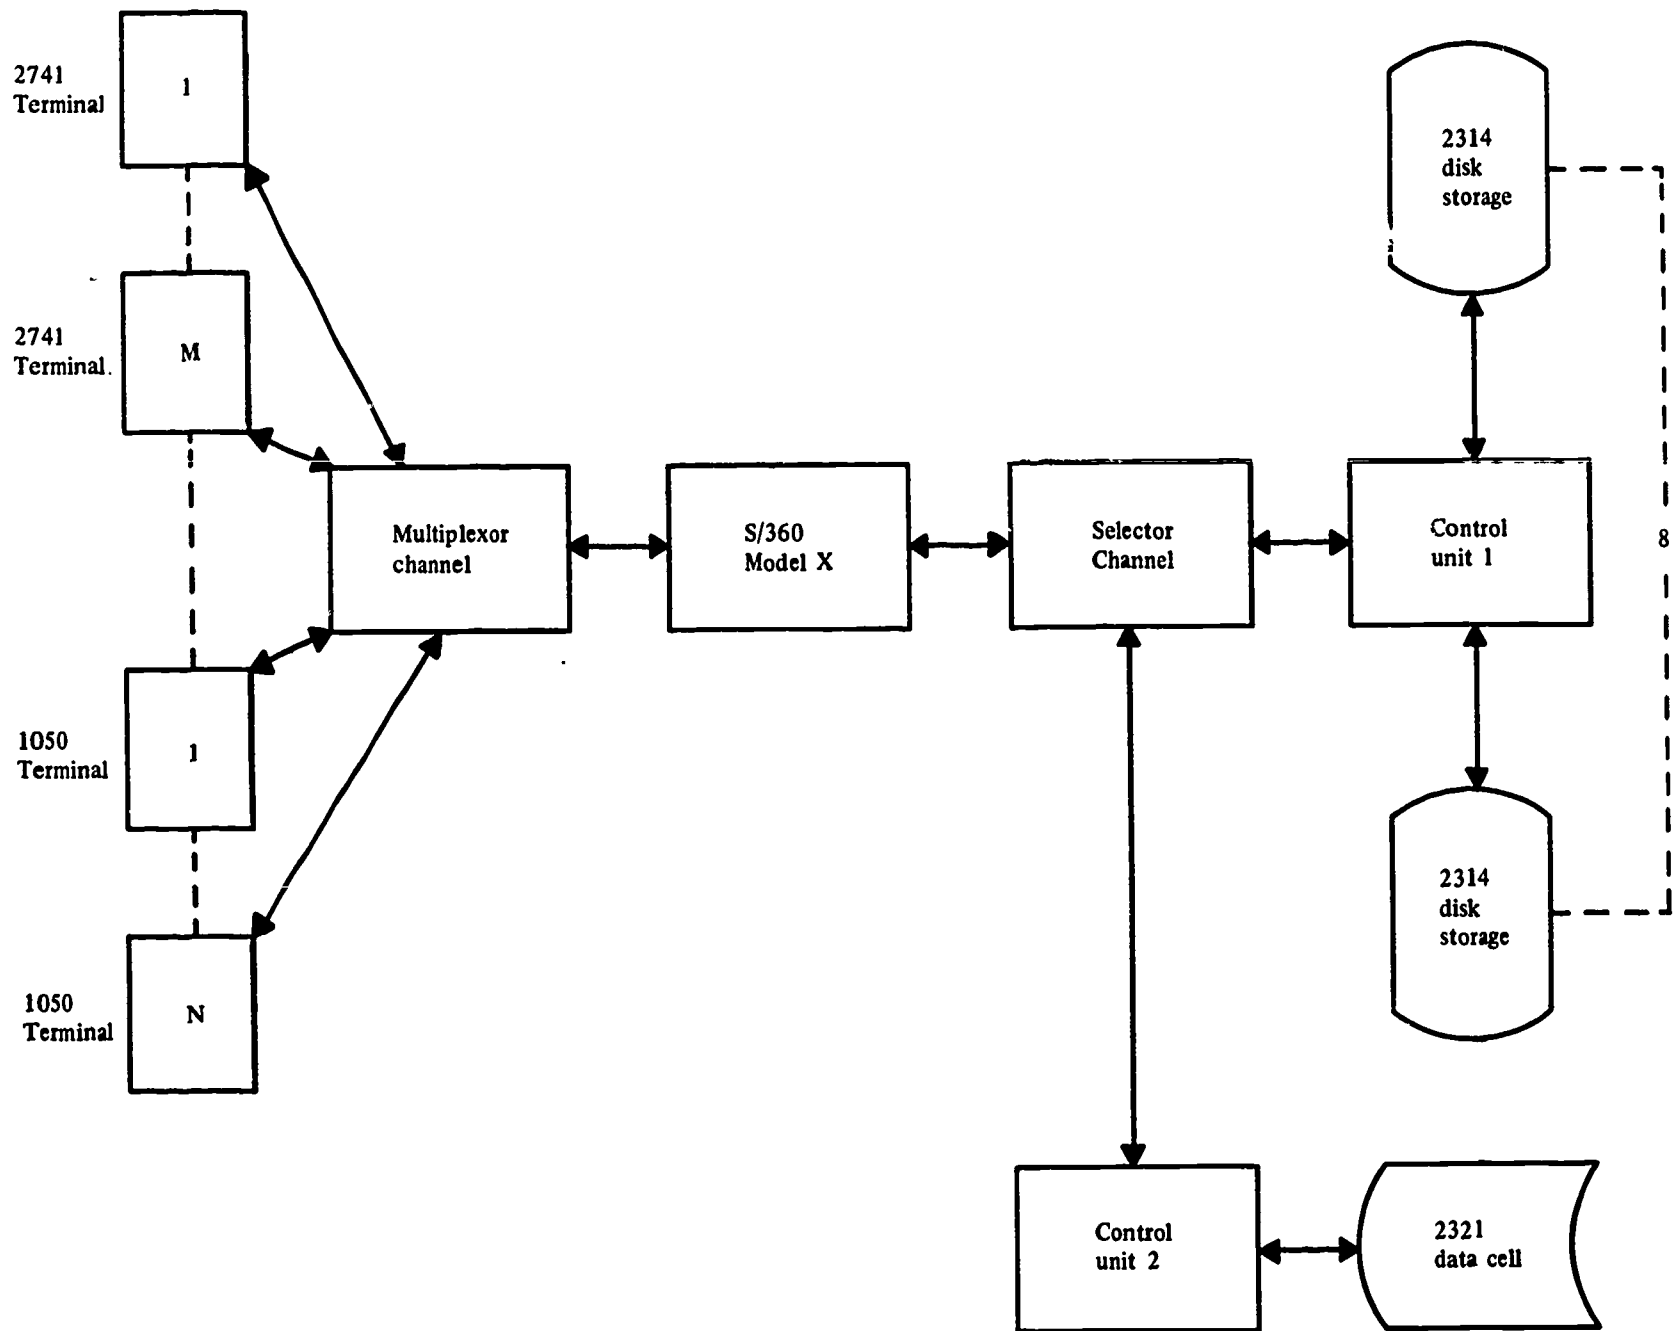 2741
Terminal
1
2741
Terminal.
M
1050
Terminal
1
1050
Terminal
N
Multiplexor
channel
S/360
Model X
Selector
Channel
Control
unit 1
2314
disk
storage
8
2314
disk
storage
Control
unit 2
2321
data cell